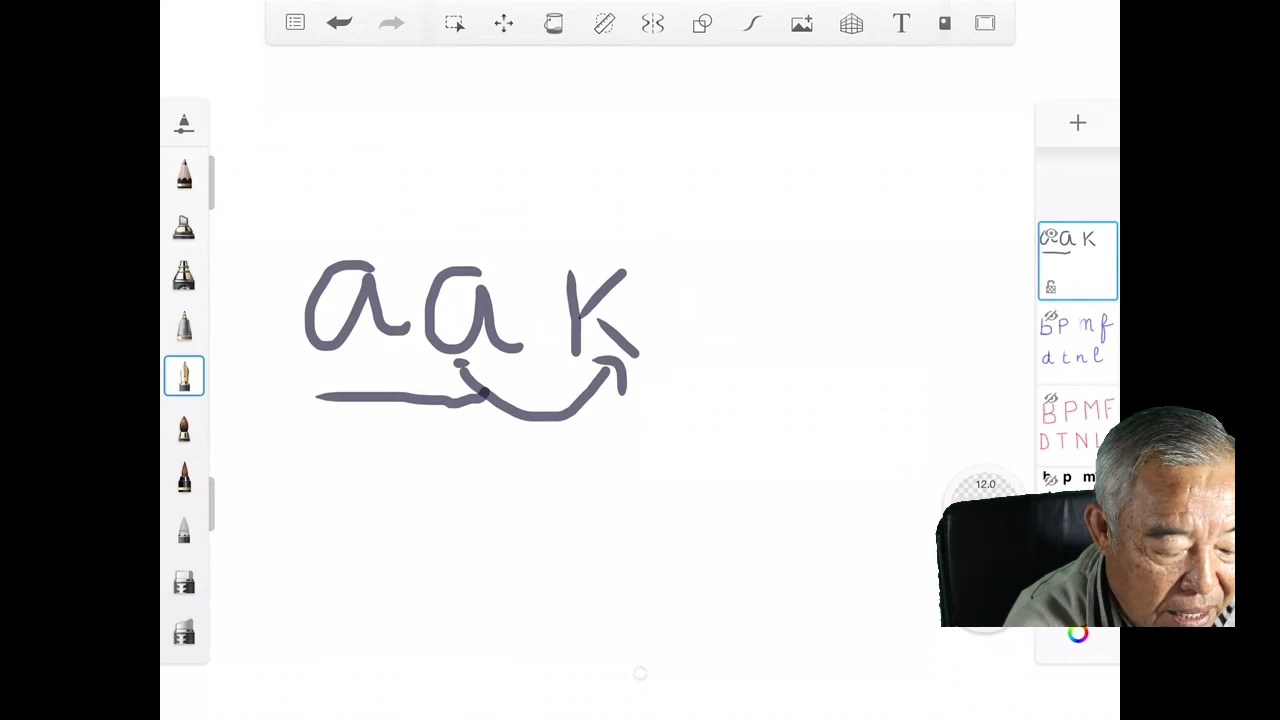 a a K
12.0
T
a a K
b P m f
d t n l
B P M F
D T N L
b p m